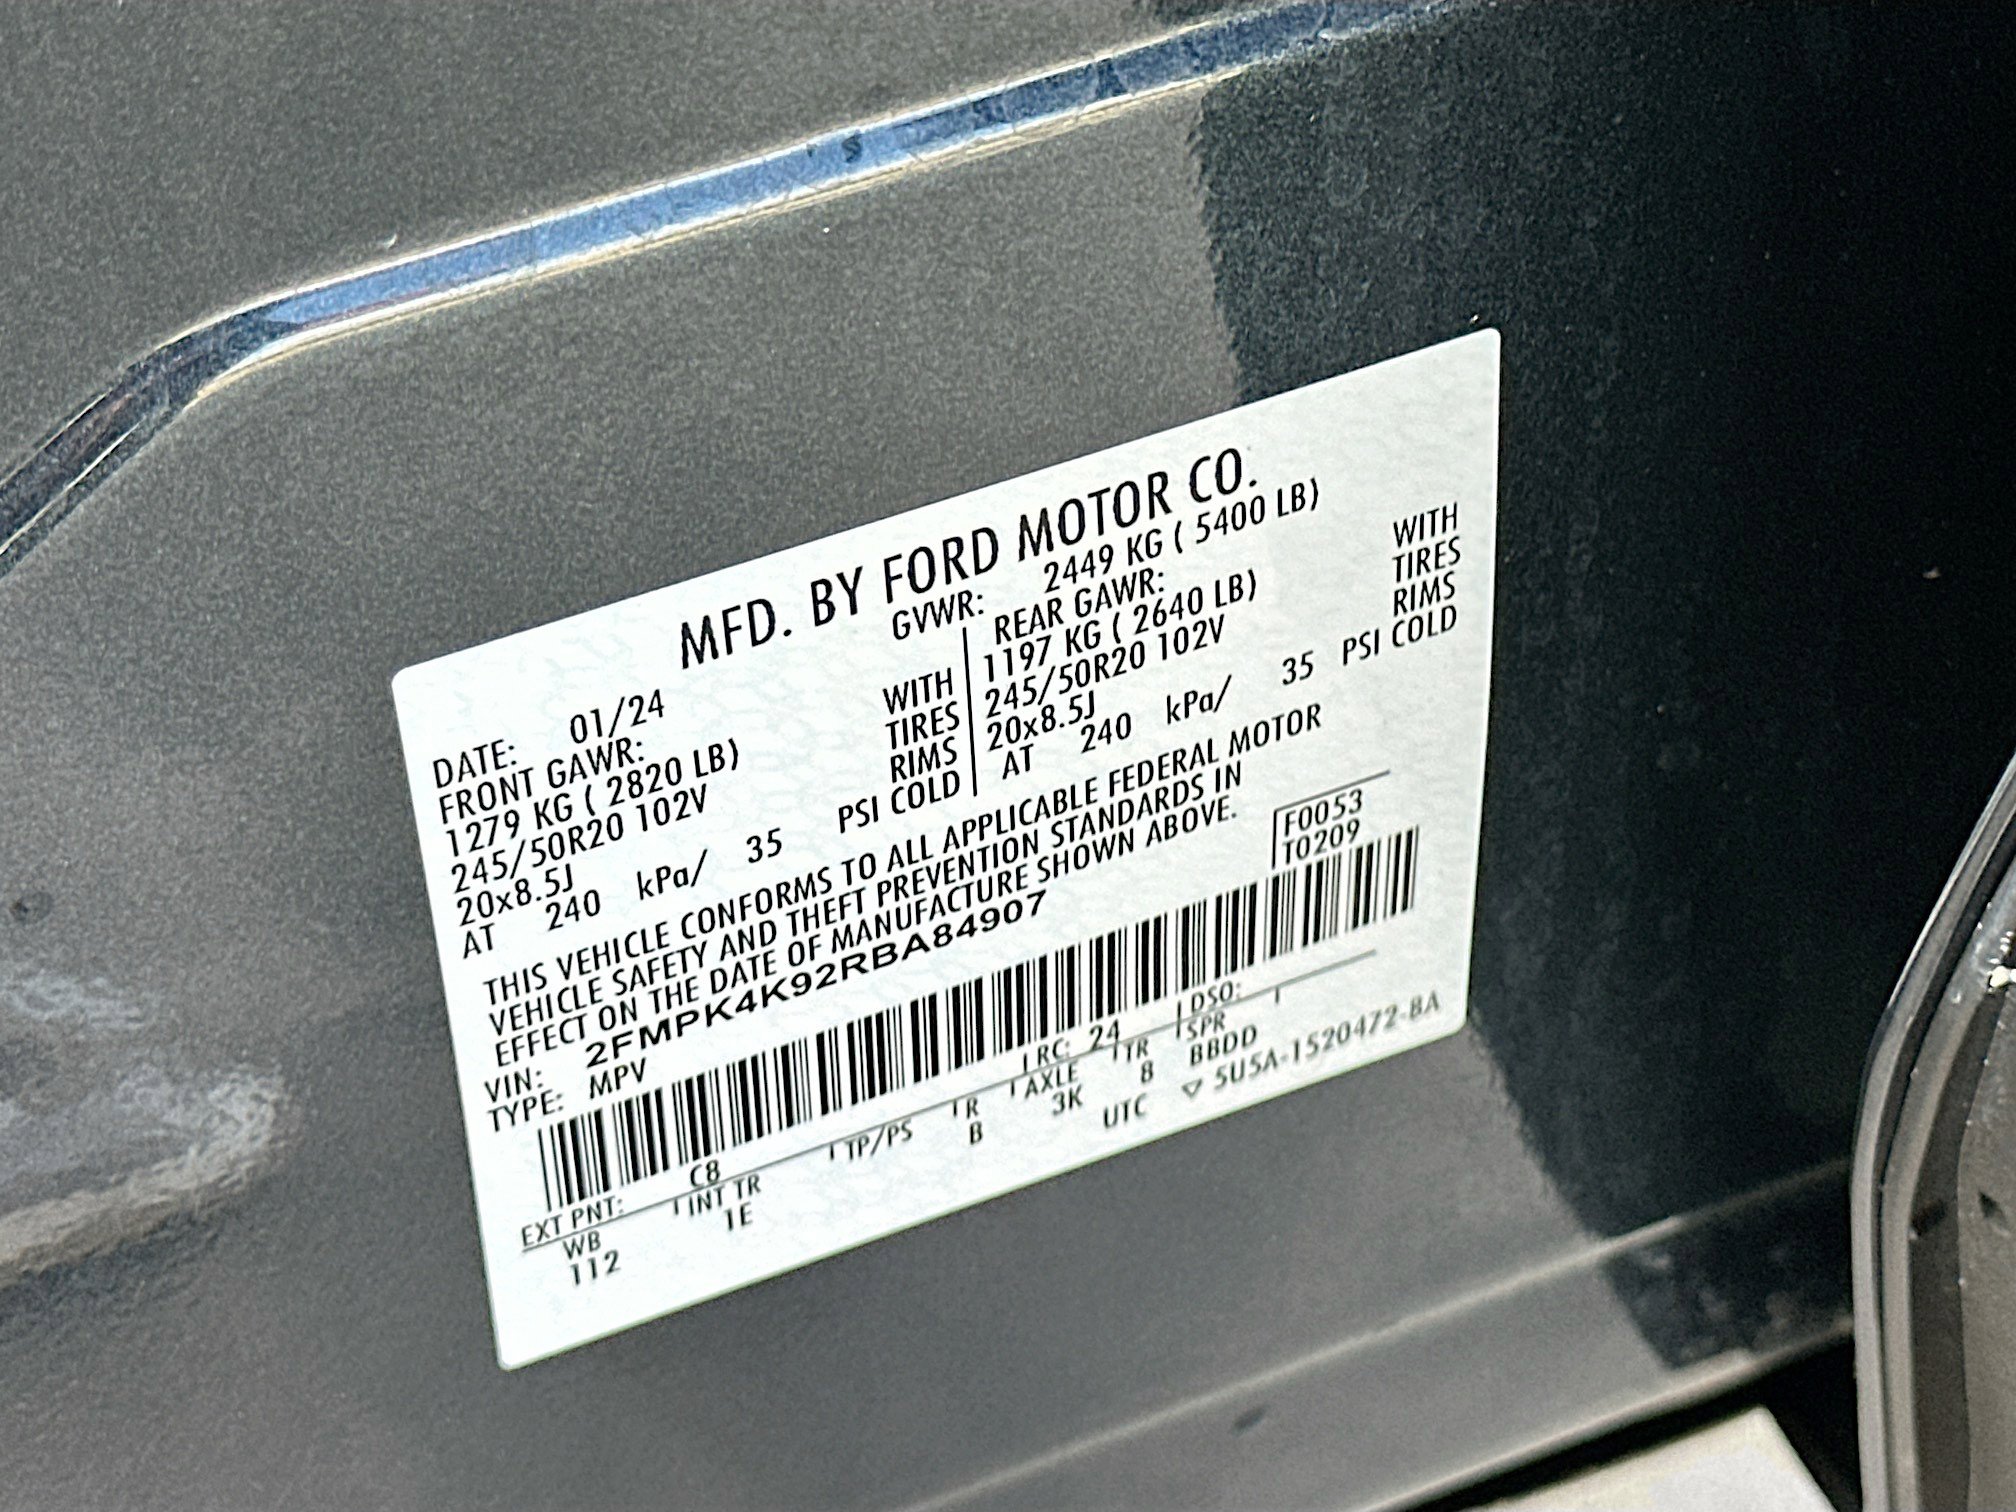 MFD. BY FORD MOTOR CO.
DATE: 01/24 GVWR: 2449 KG ( 5400 LB)
FRONT GAWR: REAR GAWR:
1279 KG ( 2820 LB) WITH 1197 KG ( 2640 LB) WITH
245/50R20 102V TIRES 245/50R20 102V TIRES
20x8.5J RIMS 20x8.5J RIMS
AT 240 kPa/ 35 PSI COLD AT 240 kPa/ 35 PSI COLD
THIS VEHICLE CONFORMS TO ALL APPLICABLE FEDERAL MOTOR
VEHICLE SAFETY AND THEFT PREVENTION STANDARDS IN
EFFECT ON THE DATE OF MANUFACTURE SHOWN ABOVE.
VIN: 2FMPK4K92RBA84907 F0053
TYPE: MPV T0209
EXT PNT: C8 RC: 24 DSO:
WB INT TR TP/PS R AXLE TR SPR
112 1E B 3K 8 BBDD
UTC ▽ 5U5A-1520472-BA